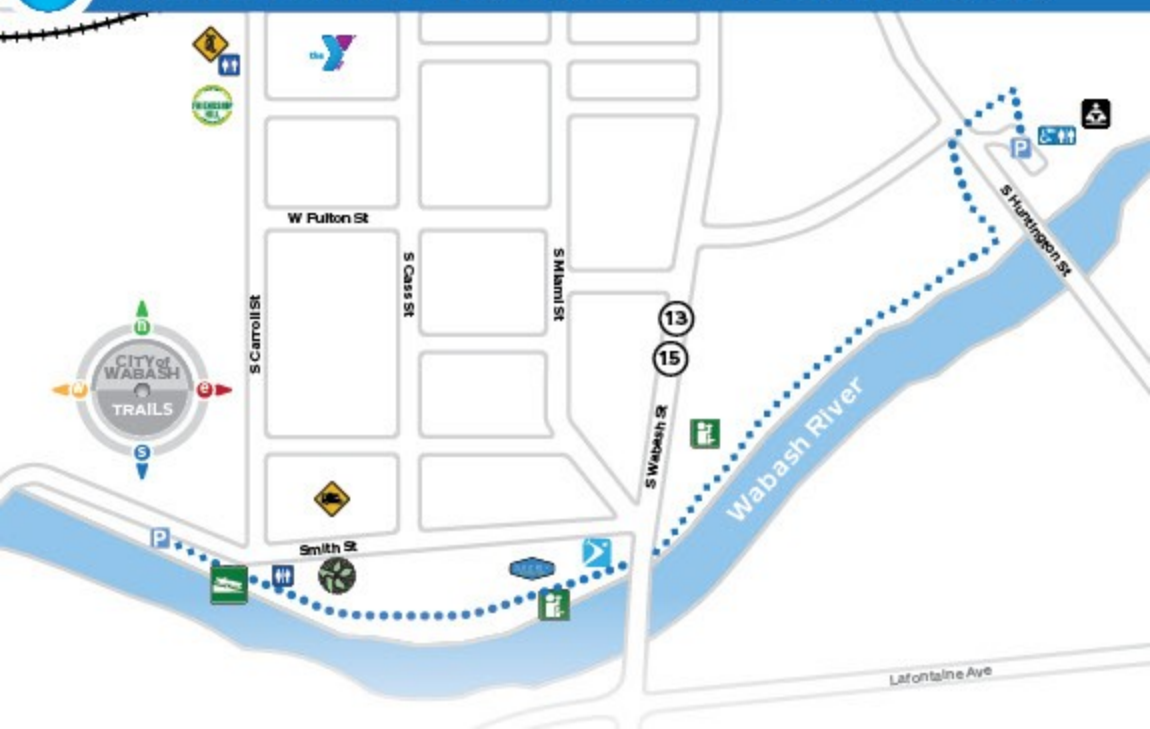 the Y
FRIENDSHIP
HILL
P
W Fulton St
S Huntington St
S Cass St
S Miami St
S Carroll St
n
13
CITY of
WABASH
TRAILS
w
e
15
S Wabash St
Wabash River
s
P
Smith St
Lafontaine Ave